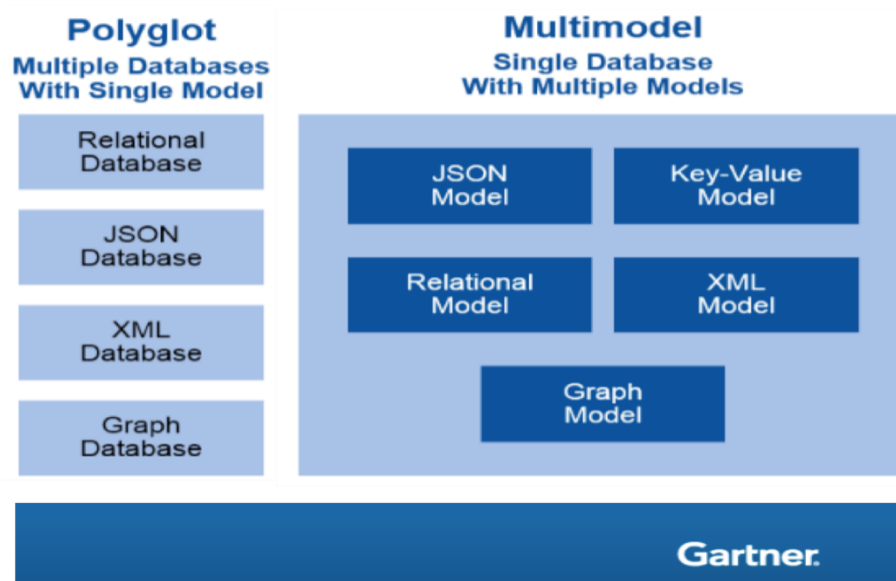 Polyglot
Multiple Databases
With Single Model
Relational
Database
JSON
Database
XML
Database
Graph
Database
Multimodel
Single Database
With Multiple Models
JSON
Model
Key-Value
Model
Relational
Model
XML
Model
Graph
Model
Gartner.